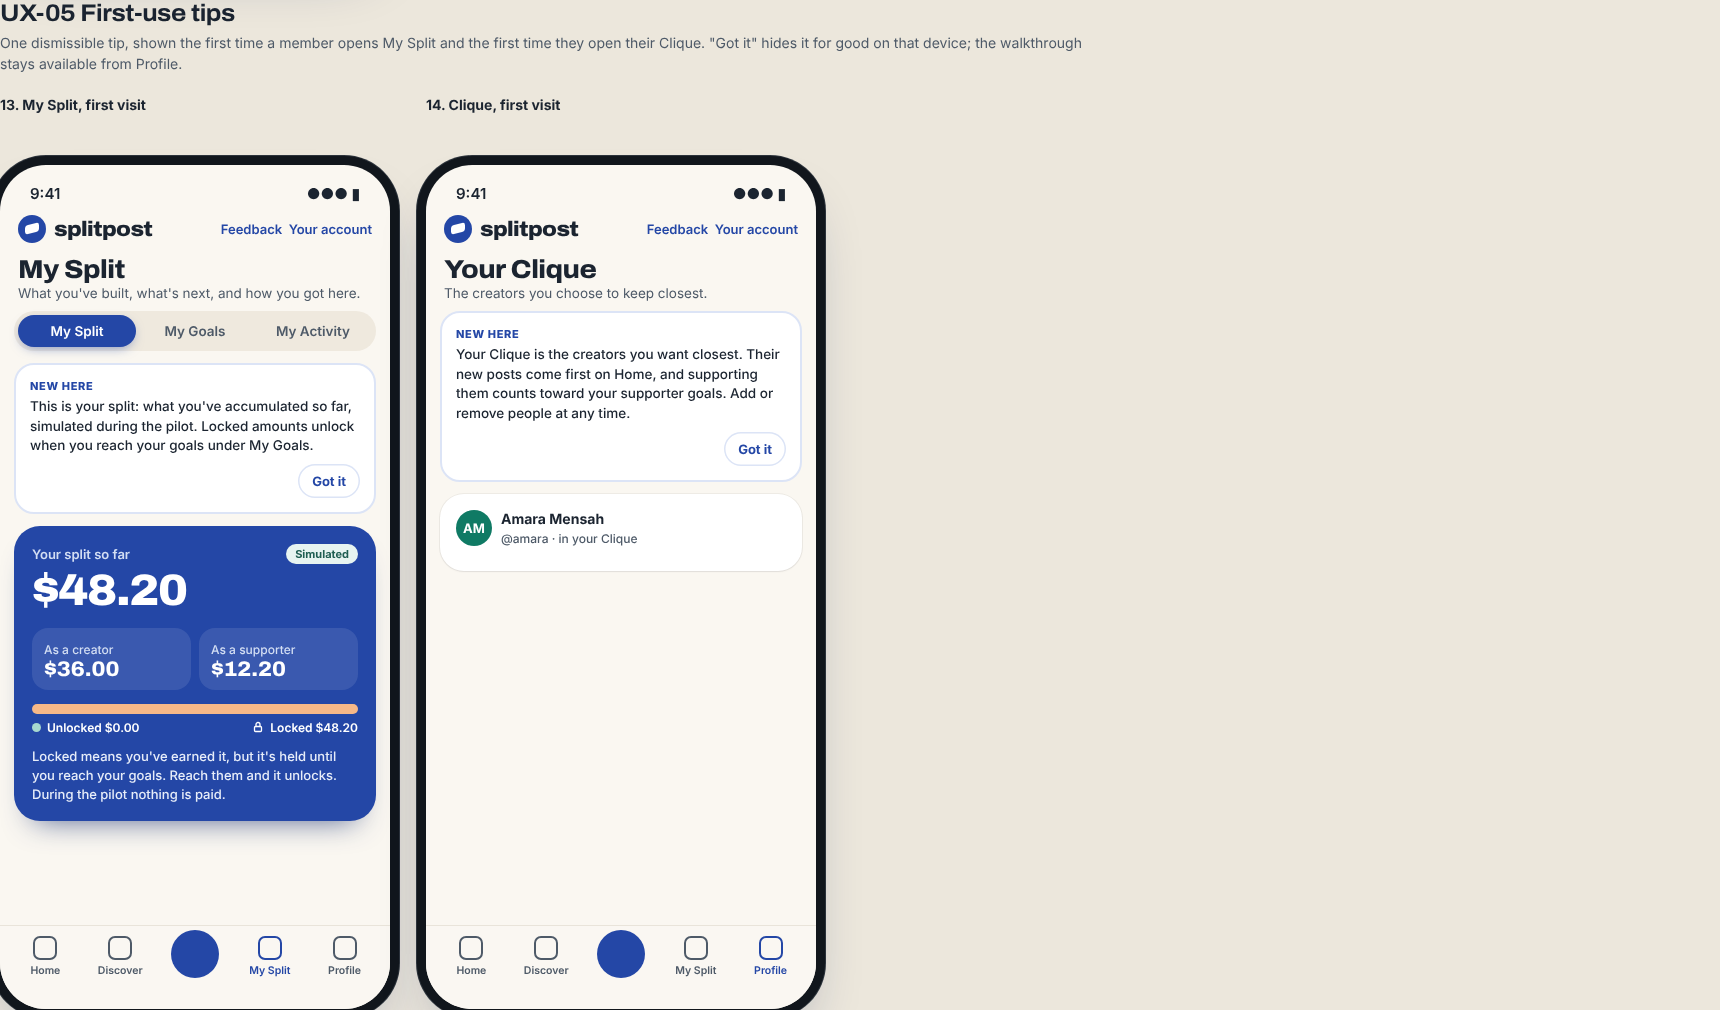 UX-05 First-use tips
One dismissible tip, shown the first time a member opens My Split and the first time they open their Clique. "Got it" hides it for good on that device; the walkthrough
stays available from Profile.
13. My Split, first visit
9:41
splitpost
Feedback Your account
My Split
What you've built, what's next, and how you got here.
My Split
My Goals
My Activity
NEW HERE
This is your split: what you've accumulated so far,
simulated during the pilot. Locked amounts unlock
when you reach your goals under My Goals.
Got it
Your split so far
Simulated
$48.20
As a creator
$36.00
As a supporter
$12.20
Unlocked $0.00
Locked $48.20
Locked means you've earned it, but it's held until
you reach your goals. Reach them and it unlocks.
During the pilot nothing is paid.
Home
Discover
My Split
Profile
14. Clique, first visit
9:41
splitpost
Feedback Your account
Your Clique
The creators you choose to keep closest.
NEW HERE
Your Clique is the creators you want closest. Their
new posts come first on Home, and supporting
them counts toward your supporter goals. Add or
remove people at any time.
Got it
AM
Amara Mensah
@amara · in your Clique
Home
Discover
My Split
Profile